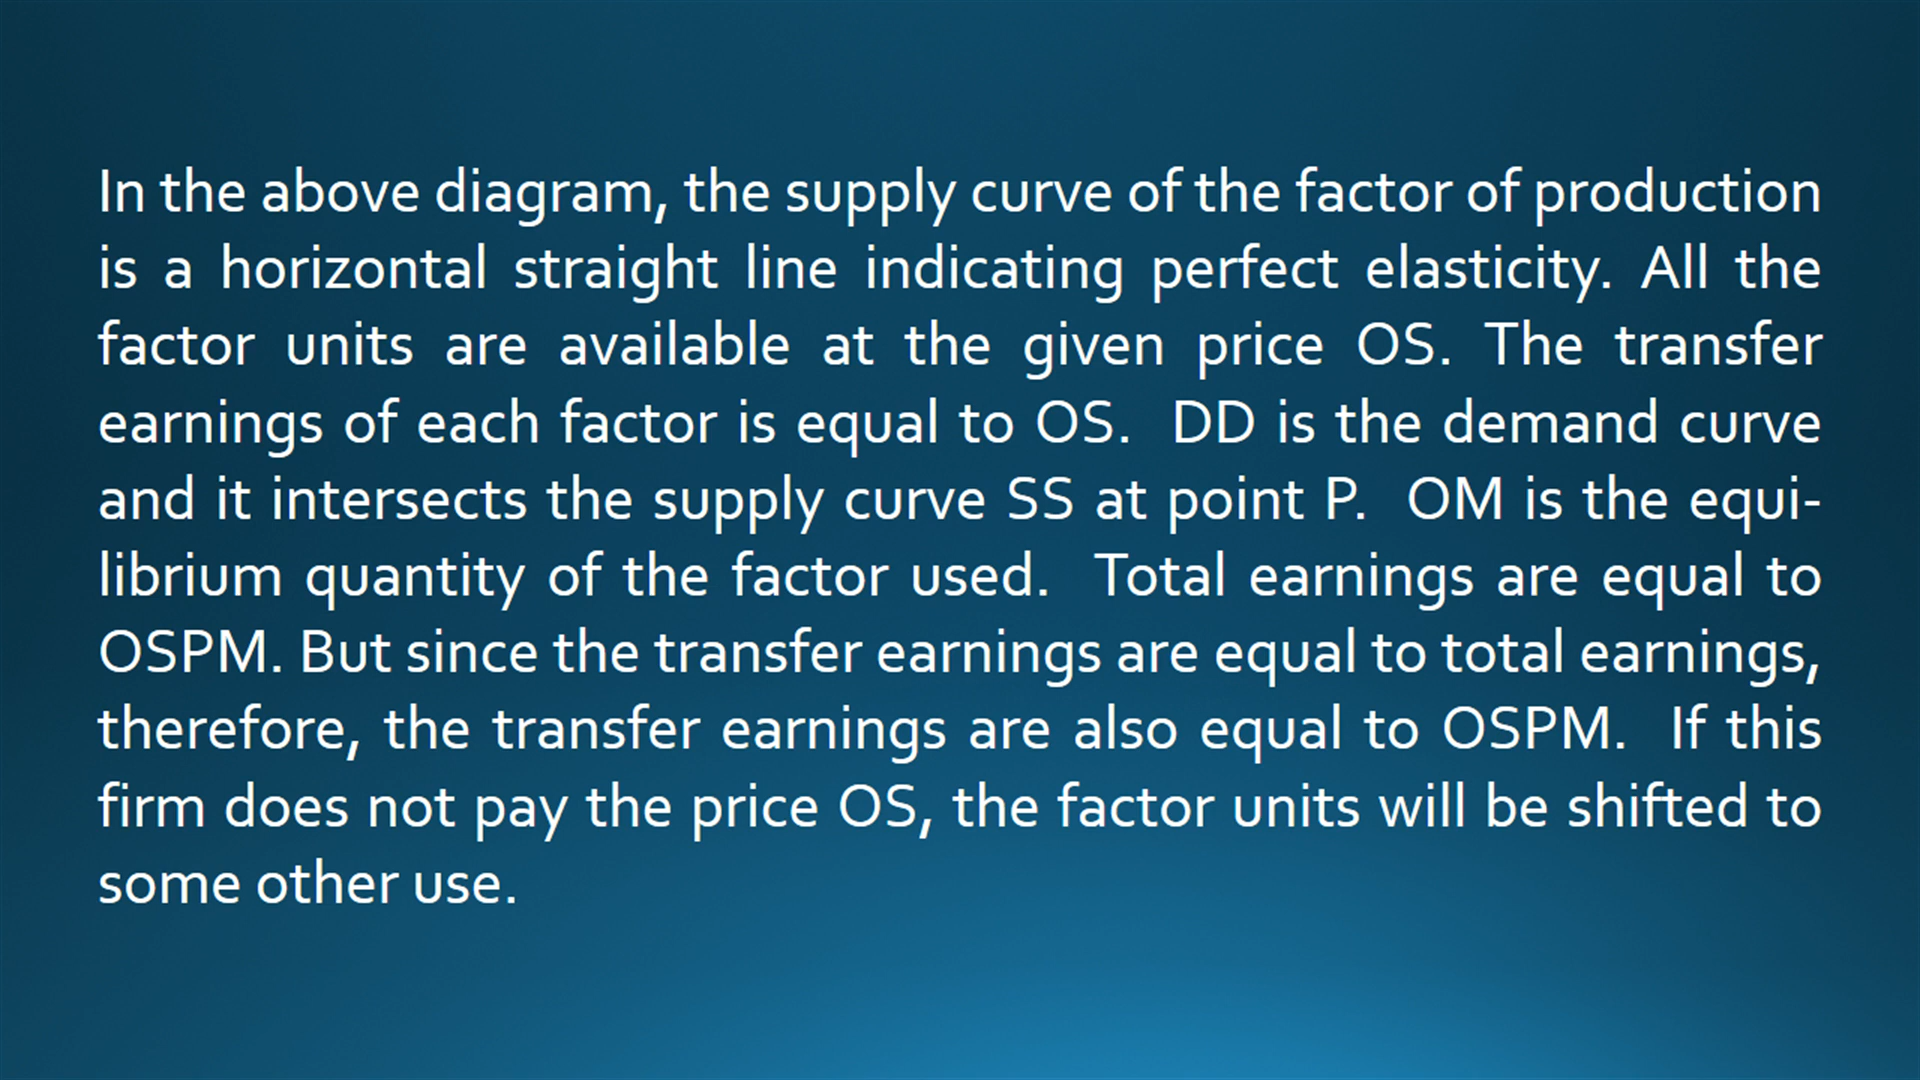 In the above diagram, the supply curve of the factor of production
is a horizontal straight line indicating perfect elasticity. All the
factor units are available at the given price OS. The transfer
earnings of each factor is equal to OS. DD is the demand curve
and it intersects the supply curve SS at point P. OM is the equi-
librium quantity of the factor used. Total earnings are equal to
OSPM. But since the transfer earnings are equal to total earnings,
therefore, the transfer earnings are also equal to OSPM. If this
firm does not pay the price OS, the factor units will be shifted to
some other use.